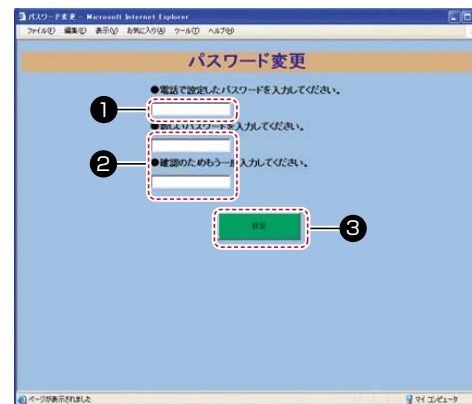 パスワード変更 - Microsoft Internet Explorer
ファイル(F) 編集(E) 表示(V) お気に入り(A) ツール(T) ヘルプ(H)
パスワード変更
●電話で設定したパスワードを入力してください。
1
●新しいパスワードを入力してください。
2
●確認のためもう一度入力してください。
設定
3
ページが表示されました
マイ コンピュータ